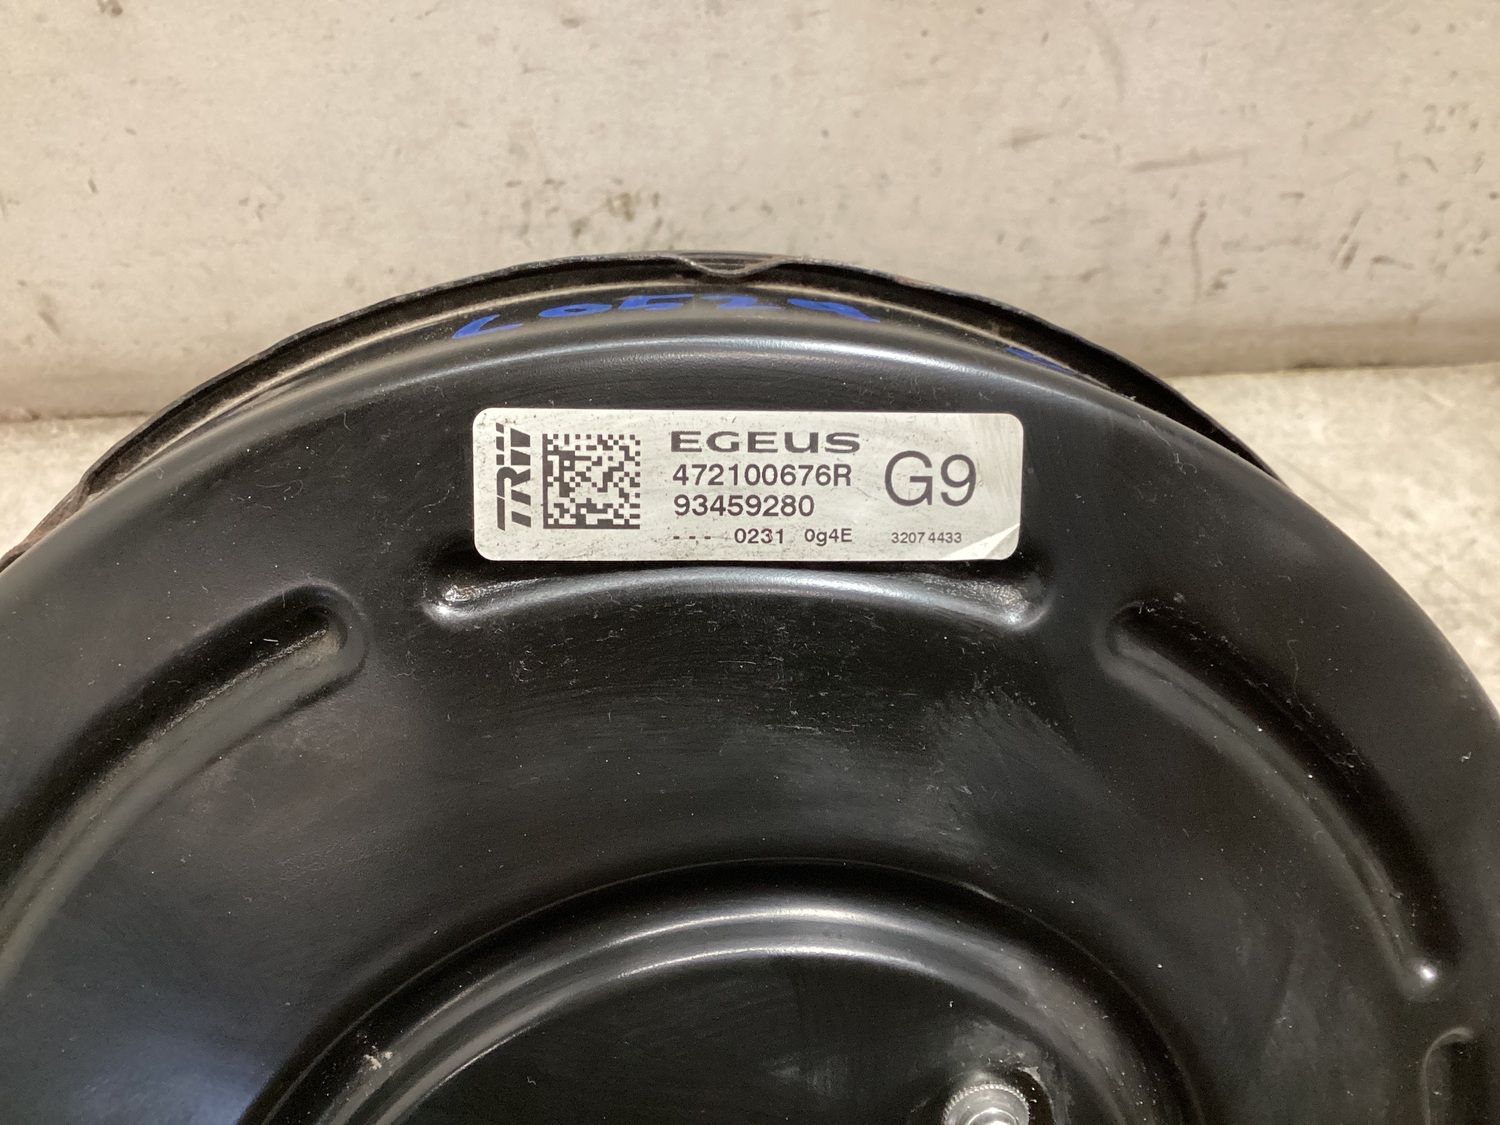 TRW
EGEUS
472100676R
93459280
G9
- - - 0231 0g4E
32074433